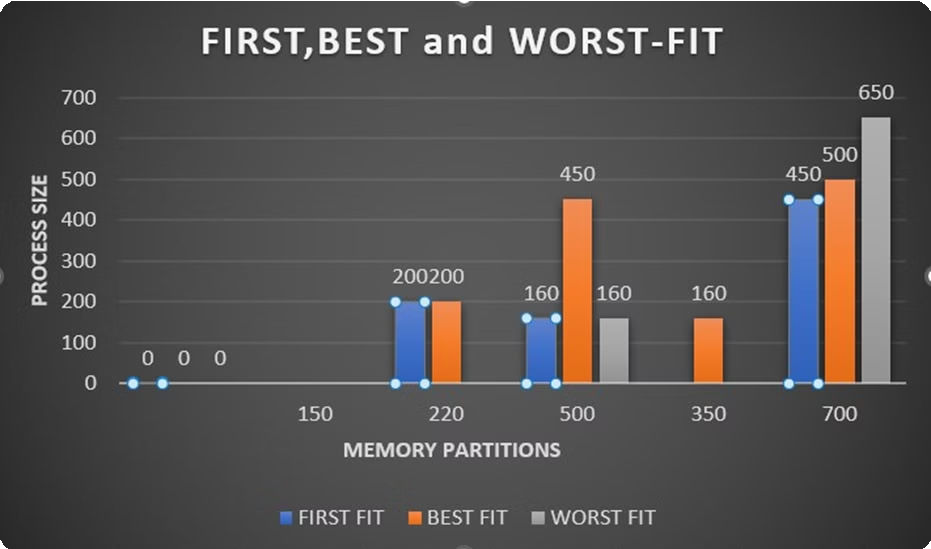 FIRST,BEST and WORST-FIT
PROCESS SIZE
700
600
500
400
300
200
100
0
0 0 0
200 200
160 450 160
160
450 500 650
150 220 500 350 700
MEMORY PARTITIONS
FIRST FIT BEST FIT WORST FIT